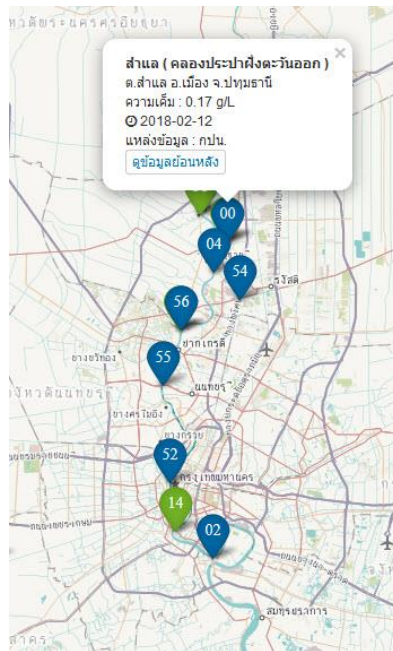 สำแล ( คลองประปาฝั่งตะวันออก )
×
ต.สำแล อ.เมือง จ.ปทุมธานี
ความเค็ม : 0.17 g/L
2018-02-12
แหล่งข้อมูล : กปน.
ดูข้อมูลย้อนหลัง
00
04
54
รังสิต
56
ปากเกร็ด
บางบัวทอง
55
นนทบุรี
บางกรวย
52
กรุงเทพมหานคร
14
02
สมุทรปราการ